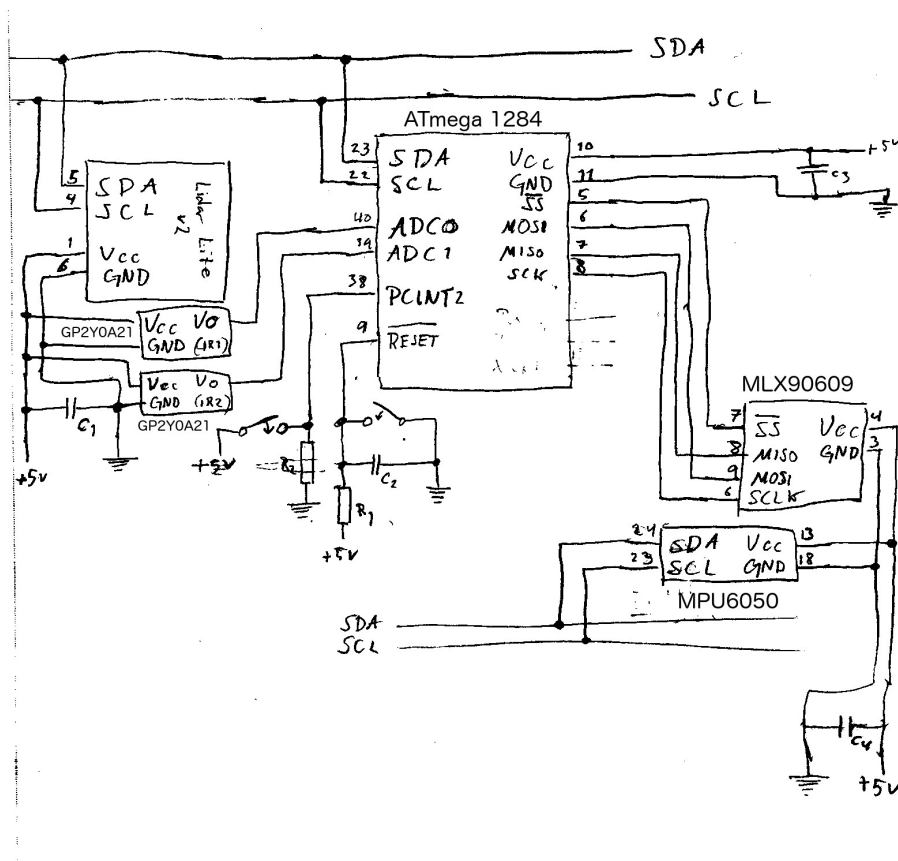 SDA
SCL
ATmega 1284
23 SDA
22 SCL
40 ADC0
39 ADC1
38 PCINT2
9 RESET
VCC 10
GND 11
SS 5
MOSI 6
MISO 7
SCK 8
+5V
C3
5 SDA
4 SCL
1 VCC
6 GND
Lidar Lite
v2
GP2Y0A21
VCC VO
GND (IR1)
VCC VO
GND (IR2)
GP2Y0A21
C1
+5V
+5V
C2
R1
+5V
MLX90609
7 SS VCC 4
8 MISO GND 3
9 MOSI
6 SCLK
24 SDA VCC 13
23 SCL GND 18
MPU6050
SDA
SCL
C4
+5V